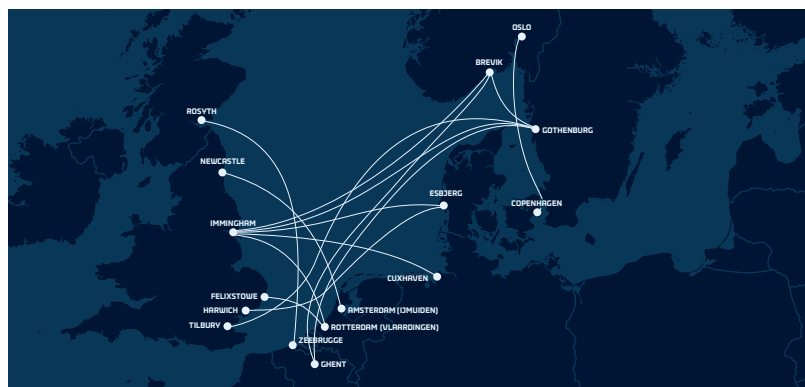 OSLO
BREVIK
ROSYTH
GOTHENBURG
NEWCASTLE
ESBJERG
COPENHAGEN
IMMINGHAM
CUXHAVEN
FELIXSTOWE
HARWICH
AMSTERDAM (IJMUIDEN)
TILBURY
ROTTERDAM (VLAARDINGEN)
ZEEBRUGGE
GHENT